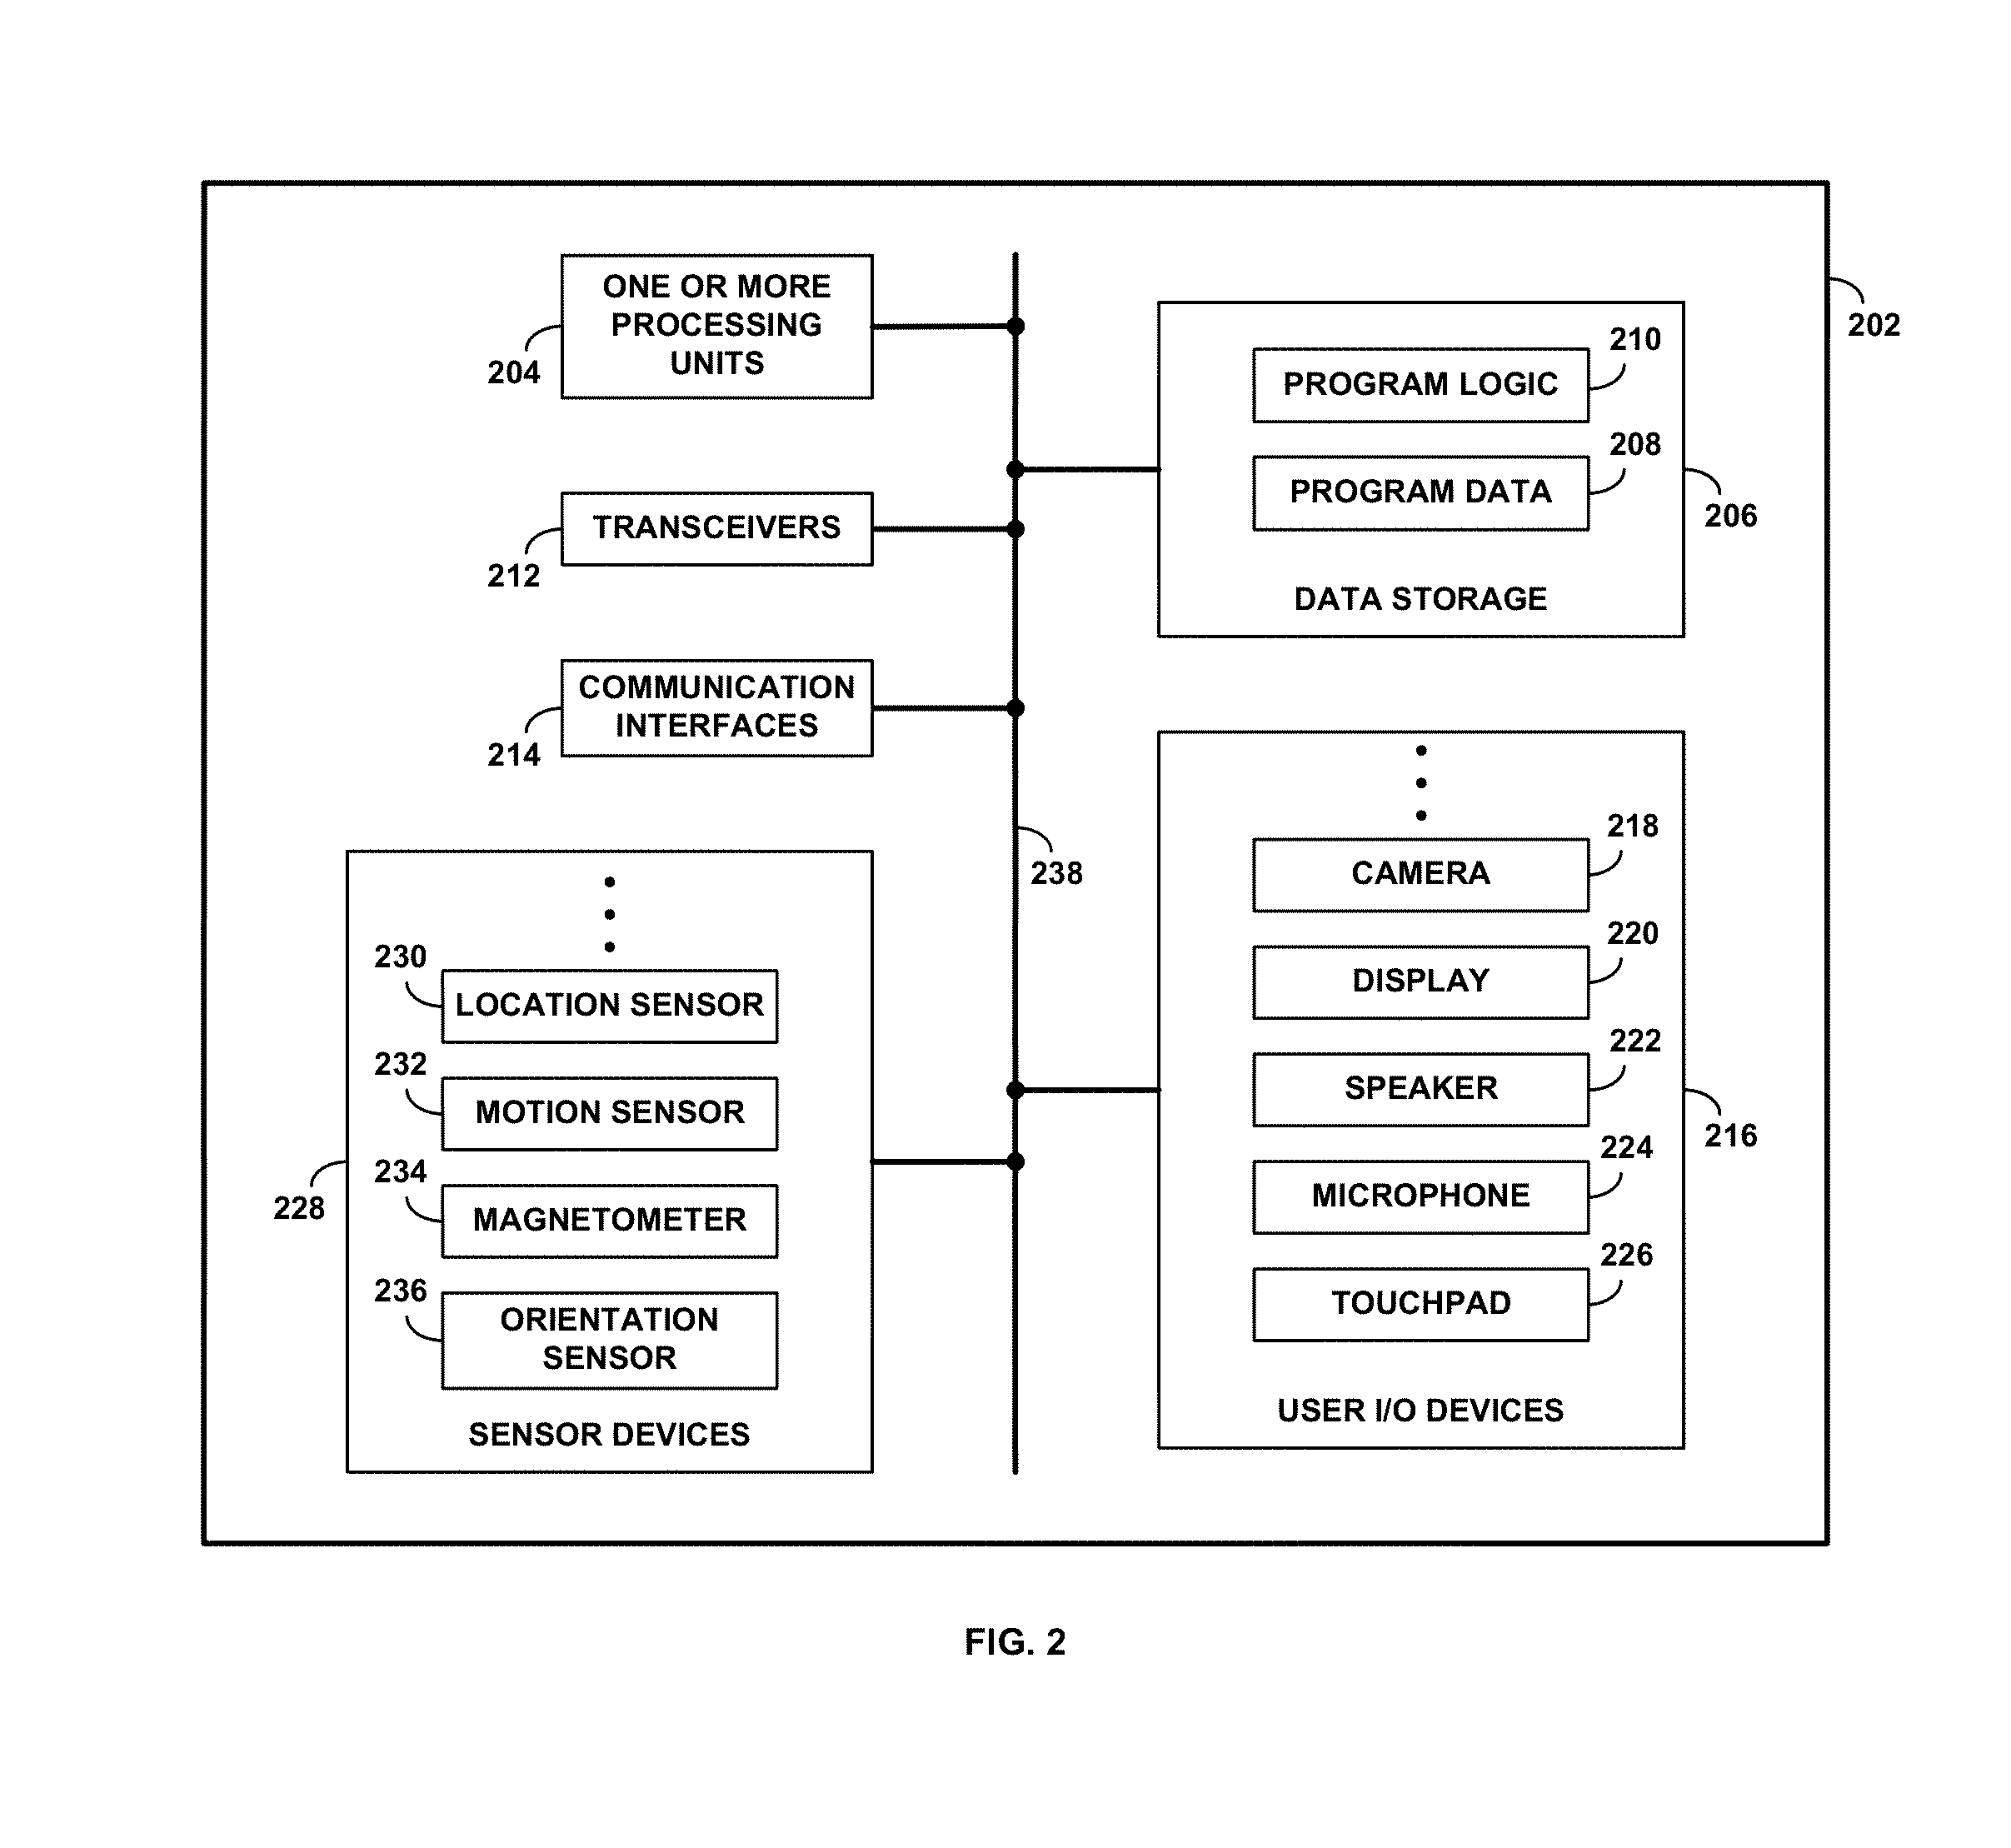 ONE OR MORE
PROCESSING
UNITS
204
TRANSCEIVERS
212
COMMUNICATION
INTERFACES
214
230
LOCATION SENSOR
232
MOTION SENSOR
234
MAGNETOMETER
236
ORIENTATION
SENSOR
SENSOR DEVICES
228
238
202
210
PROGRAM LOGIC
208
PROGRAM DATA
206
DATA STORAGE
218
CAMERA
220
DISPLAY
222
SPEAKER
216
224
MICROPHONE
226
TOUCHPAD
USER I/O DEVICES
FIG. 2